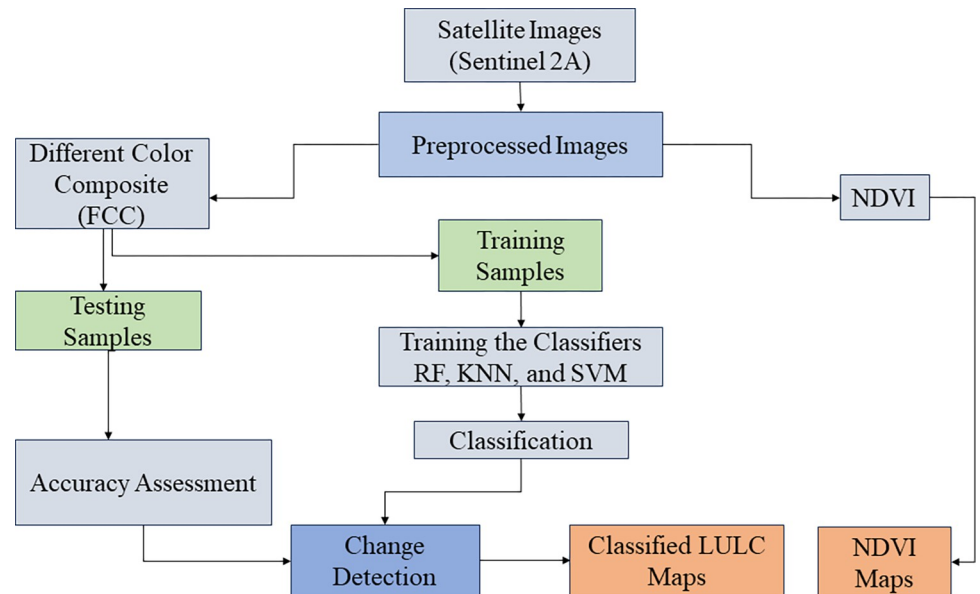 Satellite Images
(Sentinel 2A)
Preprocessed Images
Different Color
Composite
(FCC)
NDVI
Training
Samples
Testing
Samples
Training the Classifiers
RF, KNN, and SVM
Classification
Accuracy Assessment
Change
Detection
Classified LULC
Maps
NDVI
Maps